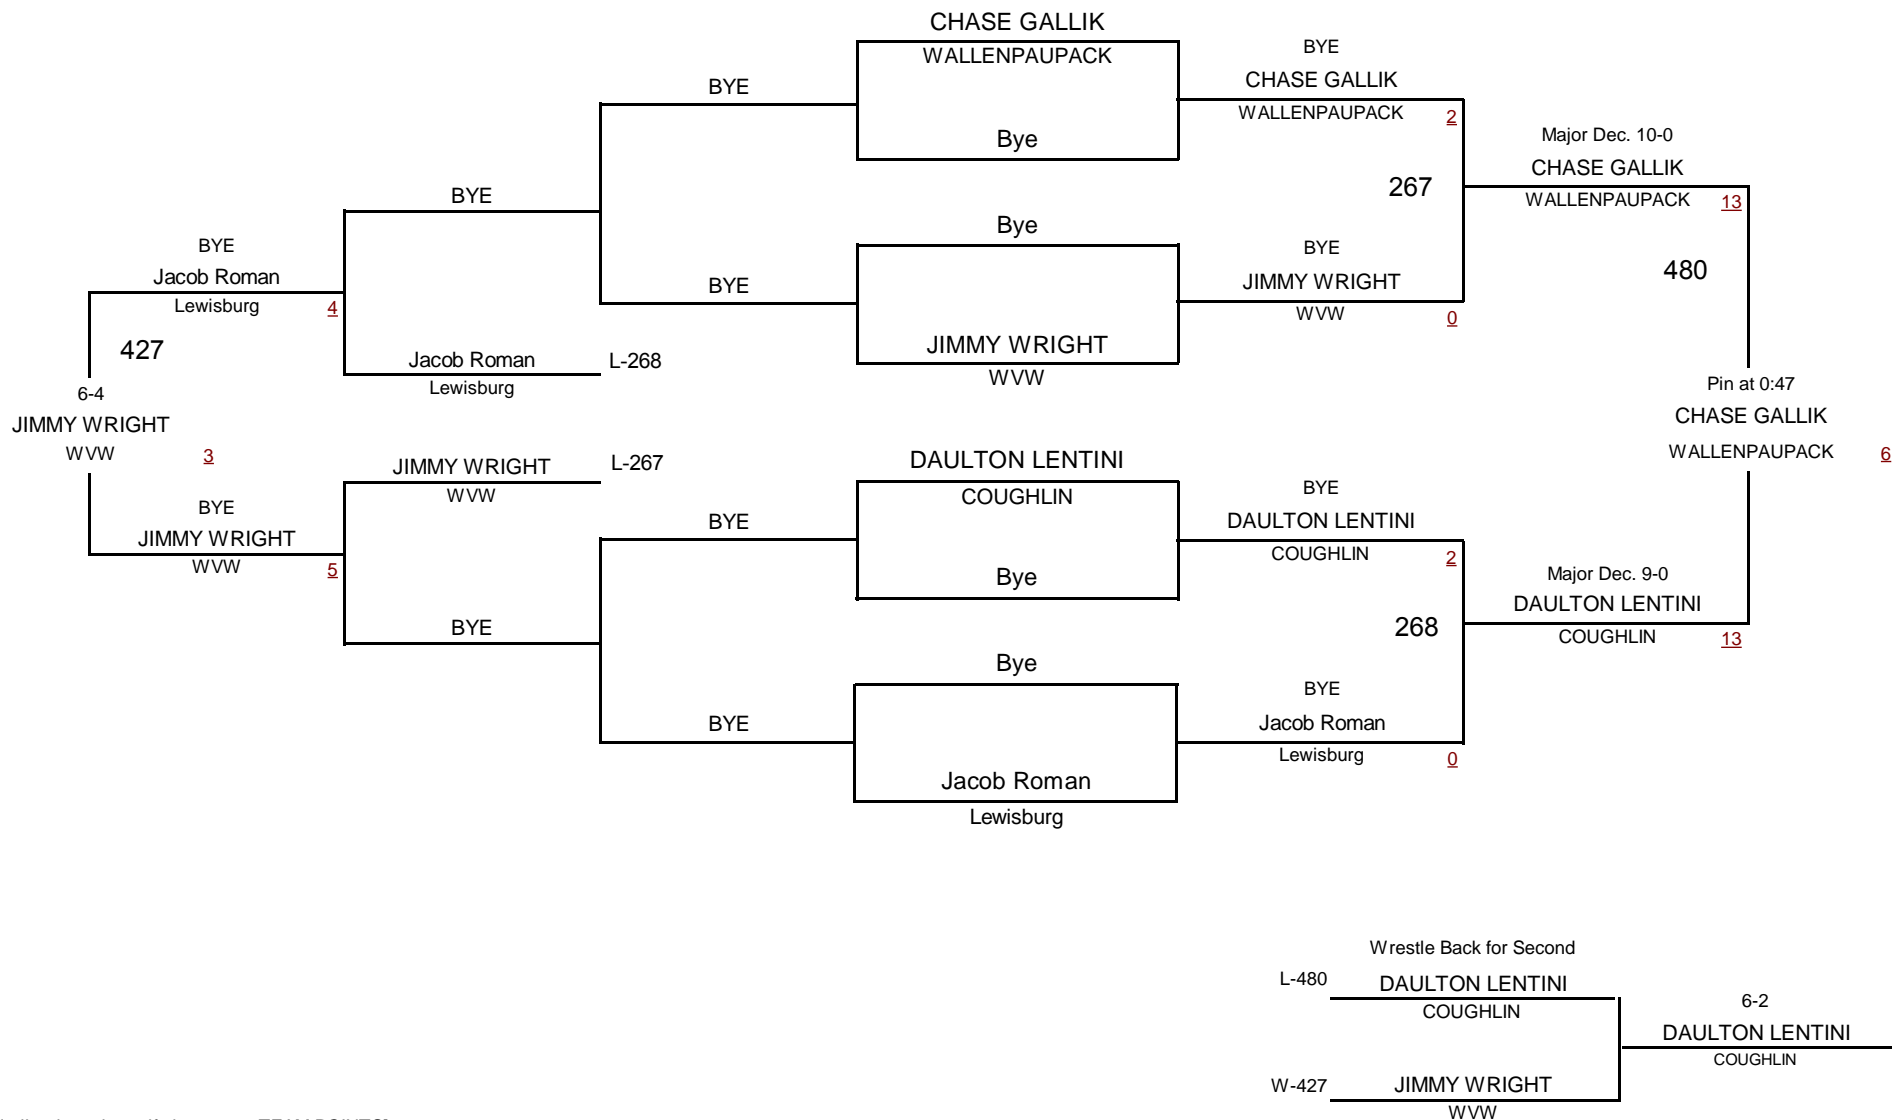 CHASE GALLIK
WALLENPAUPACK
Bye
BYE
CHASE GALLIK
WALLENPAUPACK
2
267
Major Dec. 10-0
CHASE GALLIK
WALLENPAUPACK
13
480
BYE
BYE
BYE
Bye
JIMMY WRIGHT
WVW
BYE
JIMMY WRIGHT
WVW
0
BYE
Jacob Roman
Lewisburg
4
427
Jacob Roman
Lewisburg
L-268
6-4
JIMMY WRIGHT
WVW
3
Pin at 0:47
CHASE GALLIK
WALLENPAUPACK
6
JIMMY WRIGHT
WVW
L-267
BYE
JIMMY WRIGHT
WVW
5
DAULTON LENTINI
COUGHLIN
Bye
BYE
DAULTON LENTINI
COUGHLIN
2
268
Major Dec. 9-0
DAULTON LENTINI
COUGHLIN
13
BYE
BYE
BYE
Bye
Jacob Roman
Lewisburg
BYE
Jacob Roman
Lewisburg
0
Wrestle Back for Second
L-480
DAULTON LENTINI
COUGHLIN
6-2
DAULTON LENTINI
COUGHLIN
W-427
JIMMY WRIGHT
WVW